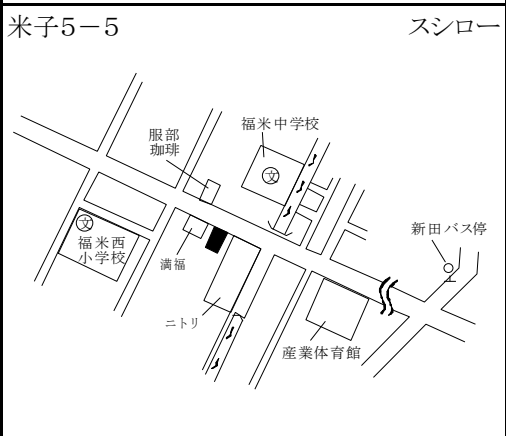 米子5－5
スシロー
服部
珈琲
福米中学校
文
文
福米西
小学校
満福
ニトリ
新田バス停
産業体育館